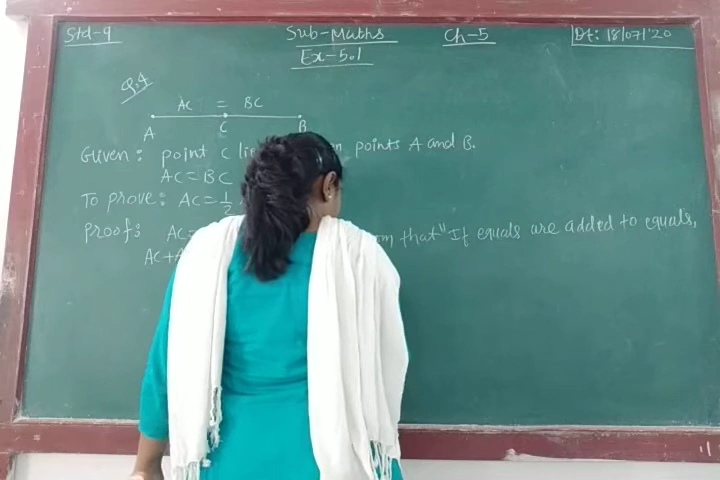 Std-9 Sub-Maths Ch-5 Dt: 18/07/'20
Ex-5.1
Q.4
AC = BC
A C B
Given: point C points A and B.
AC = BC
To prove: AC = 1/2
Proof: AC = that "If equals are added to equals,
AC+A